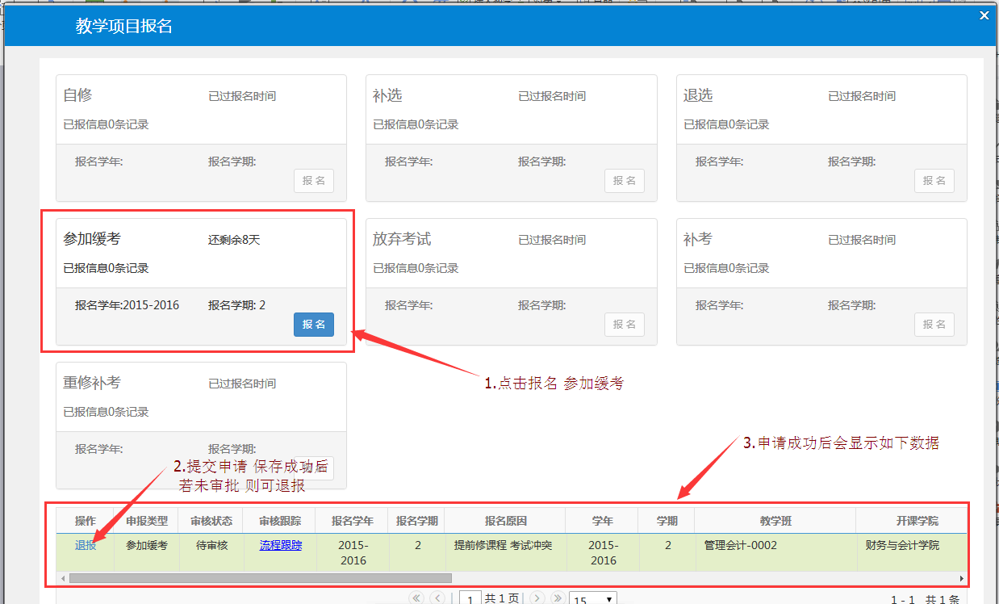 教学项目报名
自修 已过报名时间
已报信息0条记录
报名学年: 报名学期:
报 名
补选 已过报名时间
已报信息0条记录
报名学年: 报名学期:
报 名
退选 已过报名时间
已报信息0条记录
报名学年: 报名学期:
报 名
参加缓考 还剩余8天
已报信息0条记录
报名学年:2015-2016 报名学期: 2
报 名
放弃考试 已过报名时间
已报信息0条记录
报名学年: 报名学期:
报 名
补考 已过报名时间
已报信息0条记录
报名学年: 报名学期:
报 名
1.点击报名 参加缓考
重修补考 已过报名时间
已报信息0条记录
报名学年: 报名学期:
2.提交申请 保存成功后
若未审批 则可退报
3.申请成功后会显示如下数据
操作 申报类型 审核状态 审核跟踪 报名学年 报名学期 报名原因 学年 学期 教学班 开课学院
退报 参加缓考 待审核 流程跟踪 2015-2016 2 提前修课程 考试冲突 2015-2016 2 管理会计-0002 财务与会计学院
1 共 1 页 15 1 - 1 共 1 条